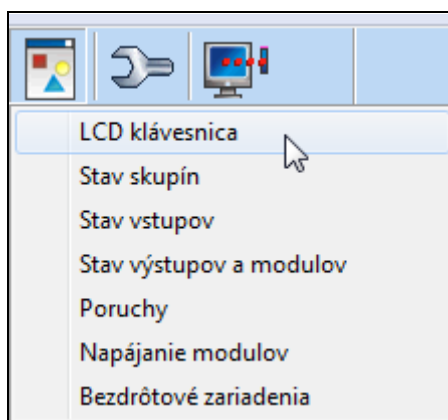 LCD klávesnica
Stav skupín
Stav vstupov
Stav výstupov a modulov
Poruchy
Napájanie modulov
Bezdrôtové zariadenia